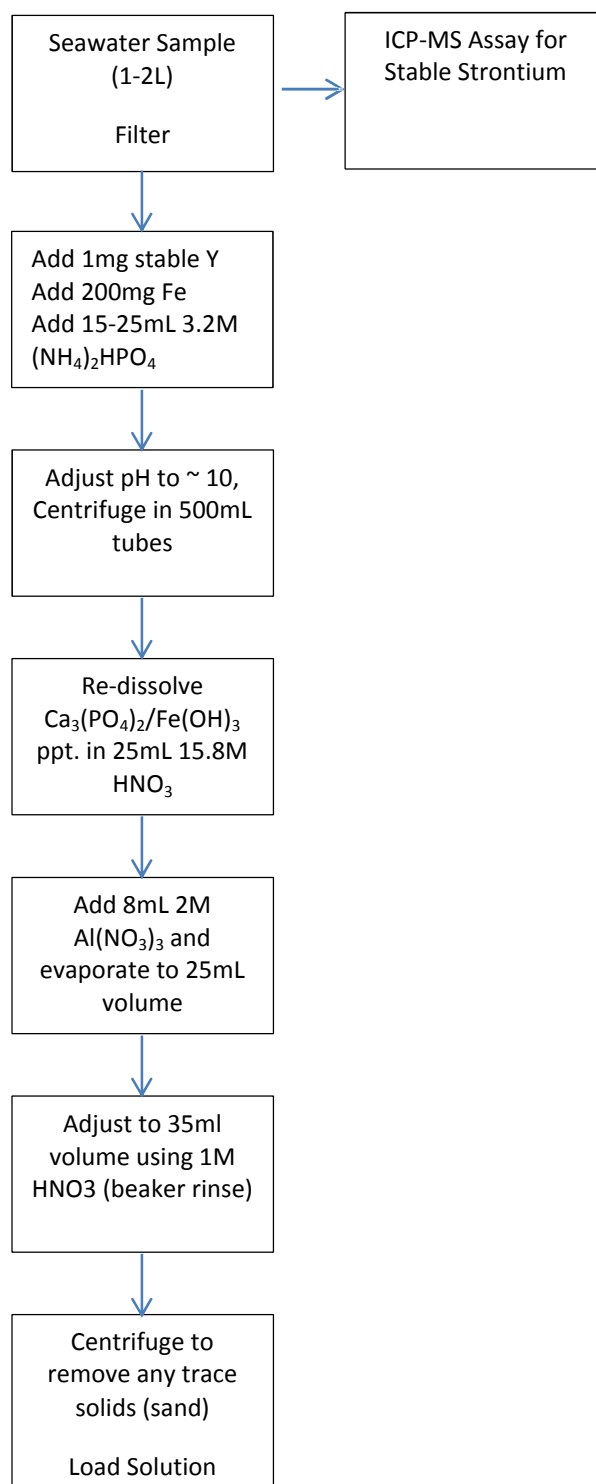 Seawater Sample
(1-2L)
Filter
ICP-MS Assay for
Stable Strontium
Add 1mg stable Y
Add 200mg Fe
Add 15-25mL 3.2M
(NH₄)₂HPO₄
Adjust pH to ~ 10,
Centrifuge in 500mL
tubes
Re-dissolve
Ca₃(PO₄)₂/Fe(OH)₃
ppt. in 25mL 15.8M
HNO₃
Add 8mL 2M
Al(NO₃)₃ and
evaporate to 25mL
volume
Adjust to 35ml
volume using 1M
HNO3 (beaker rinse)
Centrifuge to
remove any trace
solids (sand)
Load Solution